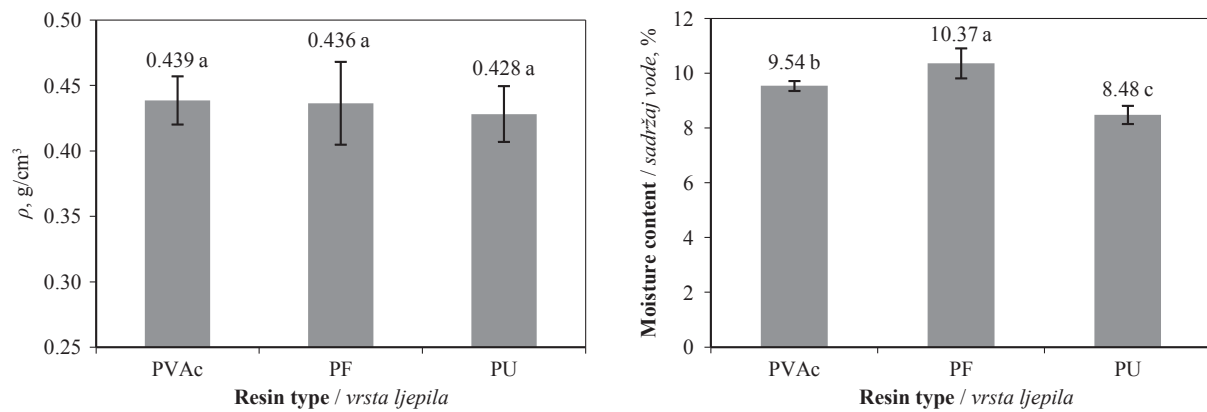 0.50
0.45
0.40
0.35
0.30
0.25
ρ, g/cm³
0.439 a
0.436 a
0.428 a
PVAc
PF
PU
Resin type / vrsta ljepila
12
10
8
6
4
2
0
Moisture content / sadržaj vode, %
9.54 b
10.37 a
8.48 c
PVAc
PF
PU
Resin type / vrsta ljepila